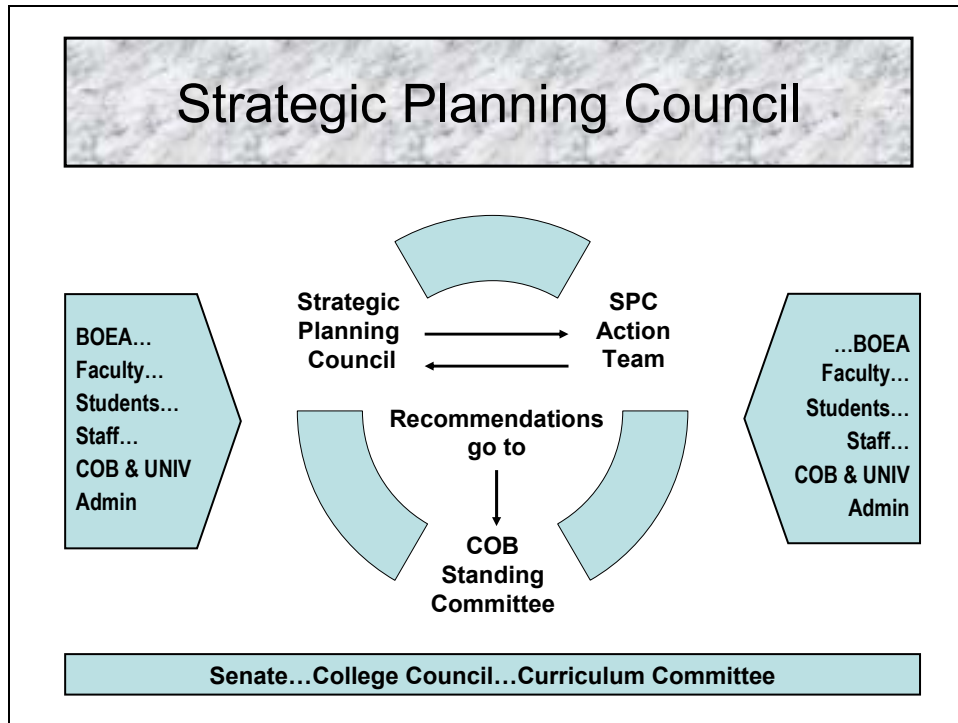 Strategic Planning Council
BOEA…
Faculty…
Students…
Staff…
COB & UNIV
Admin
Strategic
Planning
Council
SPC
Action
Team
Recommendations
go to
COB
Standing
Committee
…BOEA
Faculty…
Students…
Staff…
COB & UNIV
Admin
Senate…College Council…Curriculum Committee